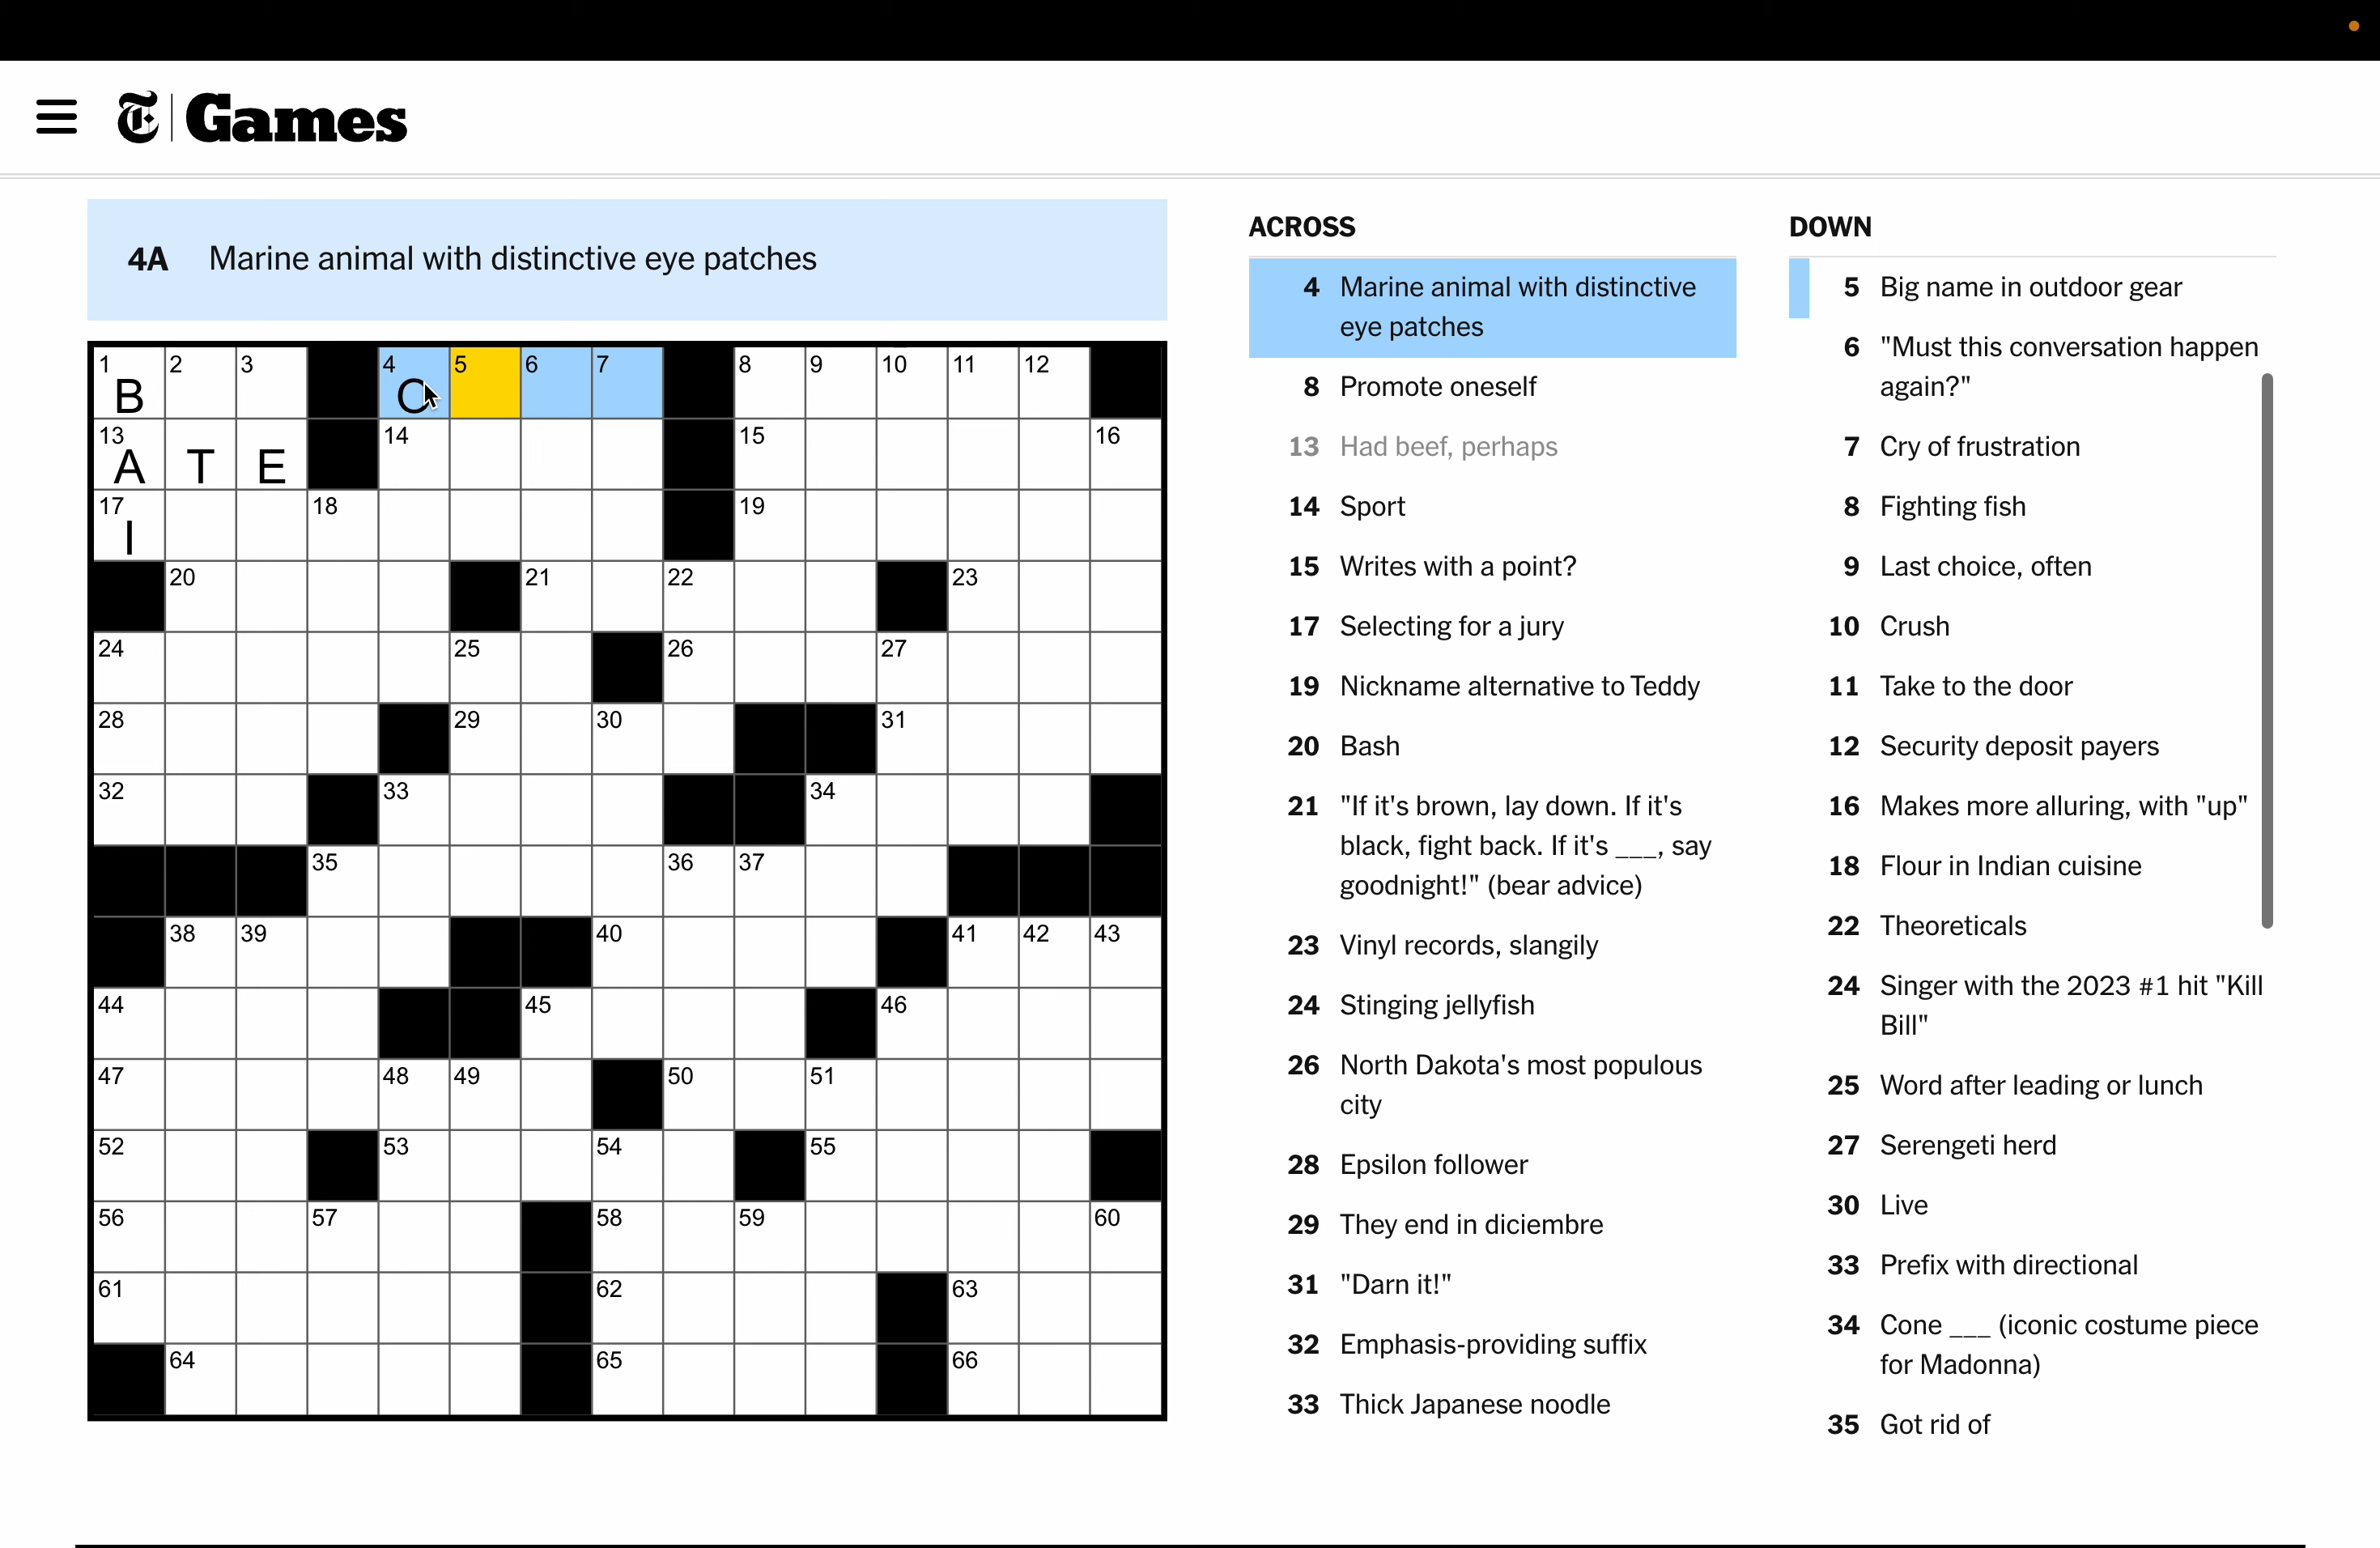 T Games
4A Marine animal with distinctive eye patches
1 B 2 3 4 O 5 6 7 8 9 10 11 12
13 A T E 14 15 16
17 I 18 19
20 21 22 23
24 25 26 27
28 29 30 31
32 33 34
35 36 37
38 39 40 41 42 43
44 45 46
47 48 49 50 51
52 53 54 55
56 57 58 59 60
61 62 63
64 65 66
ACROSS
4 Marine animal with distinctive
eye patches
8 Promote oneself
13 Had beef, perhaps
14 Sport
15 Writes with a point?
17 Selecting for a jury
19 Nickname alternative to Teddy
20 Bash
21 "If it's brown, lay down. If it's
black, fight back. If it's ___, say
goodnight!" (bear advice)
23 Vinyl records, slangily
24 Stinging jellyfish
26 North Dakota's most populous
city
28 Epsilon follower
29 They end in diciembre
31 "Darn it!"
32 Emphasis-providing suffix
33 Thick Japanese noodle
DOWN
5 Big name in outdoor gear
6 "Must this conversation happen
again?"
7 Cry of frustration
8 Fighting fish
9 Last choice, often
10 Crush
11 Take to the door
12 Security deposit payers
16 Makes more alluring, with "up"
18 Flour in Indian cuisine
22 Theoreticals
24 Singer with the 2023 #1 hit "Kill
Bill"
25 Word after leading or lunch
27 Serengeti herd
30 Live
33 Prefix with directional
34 Cone ___ (iconic costume piece
for Madonna)
35 Got rid of